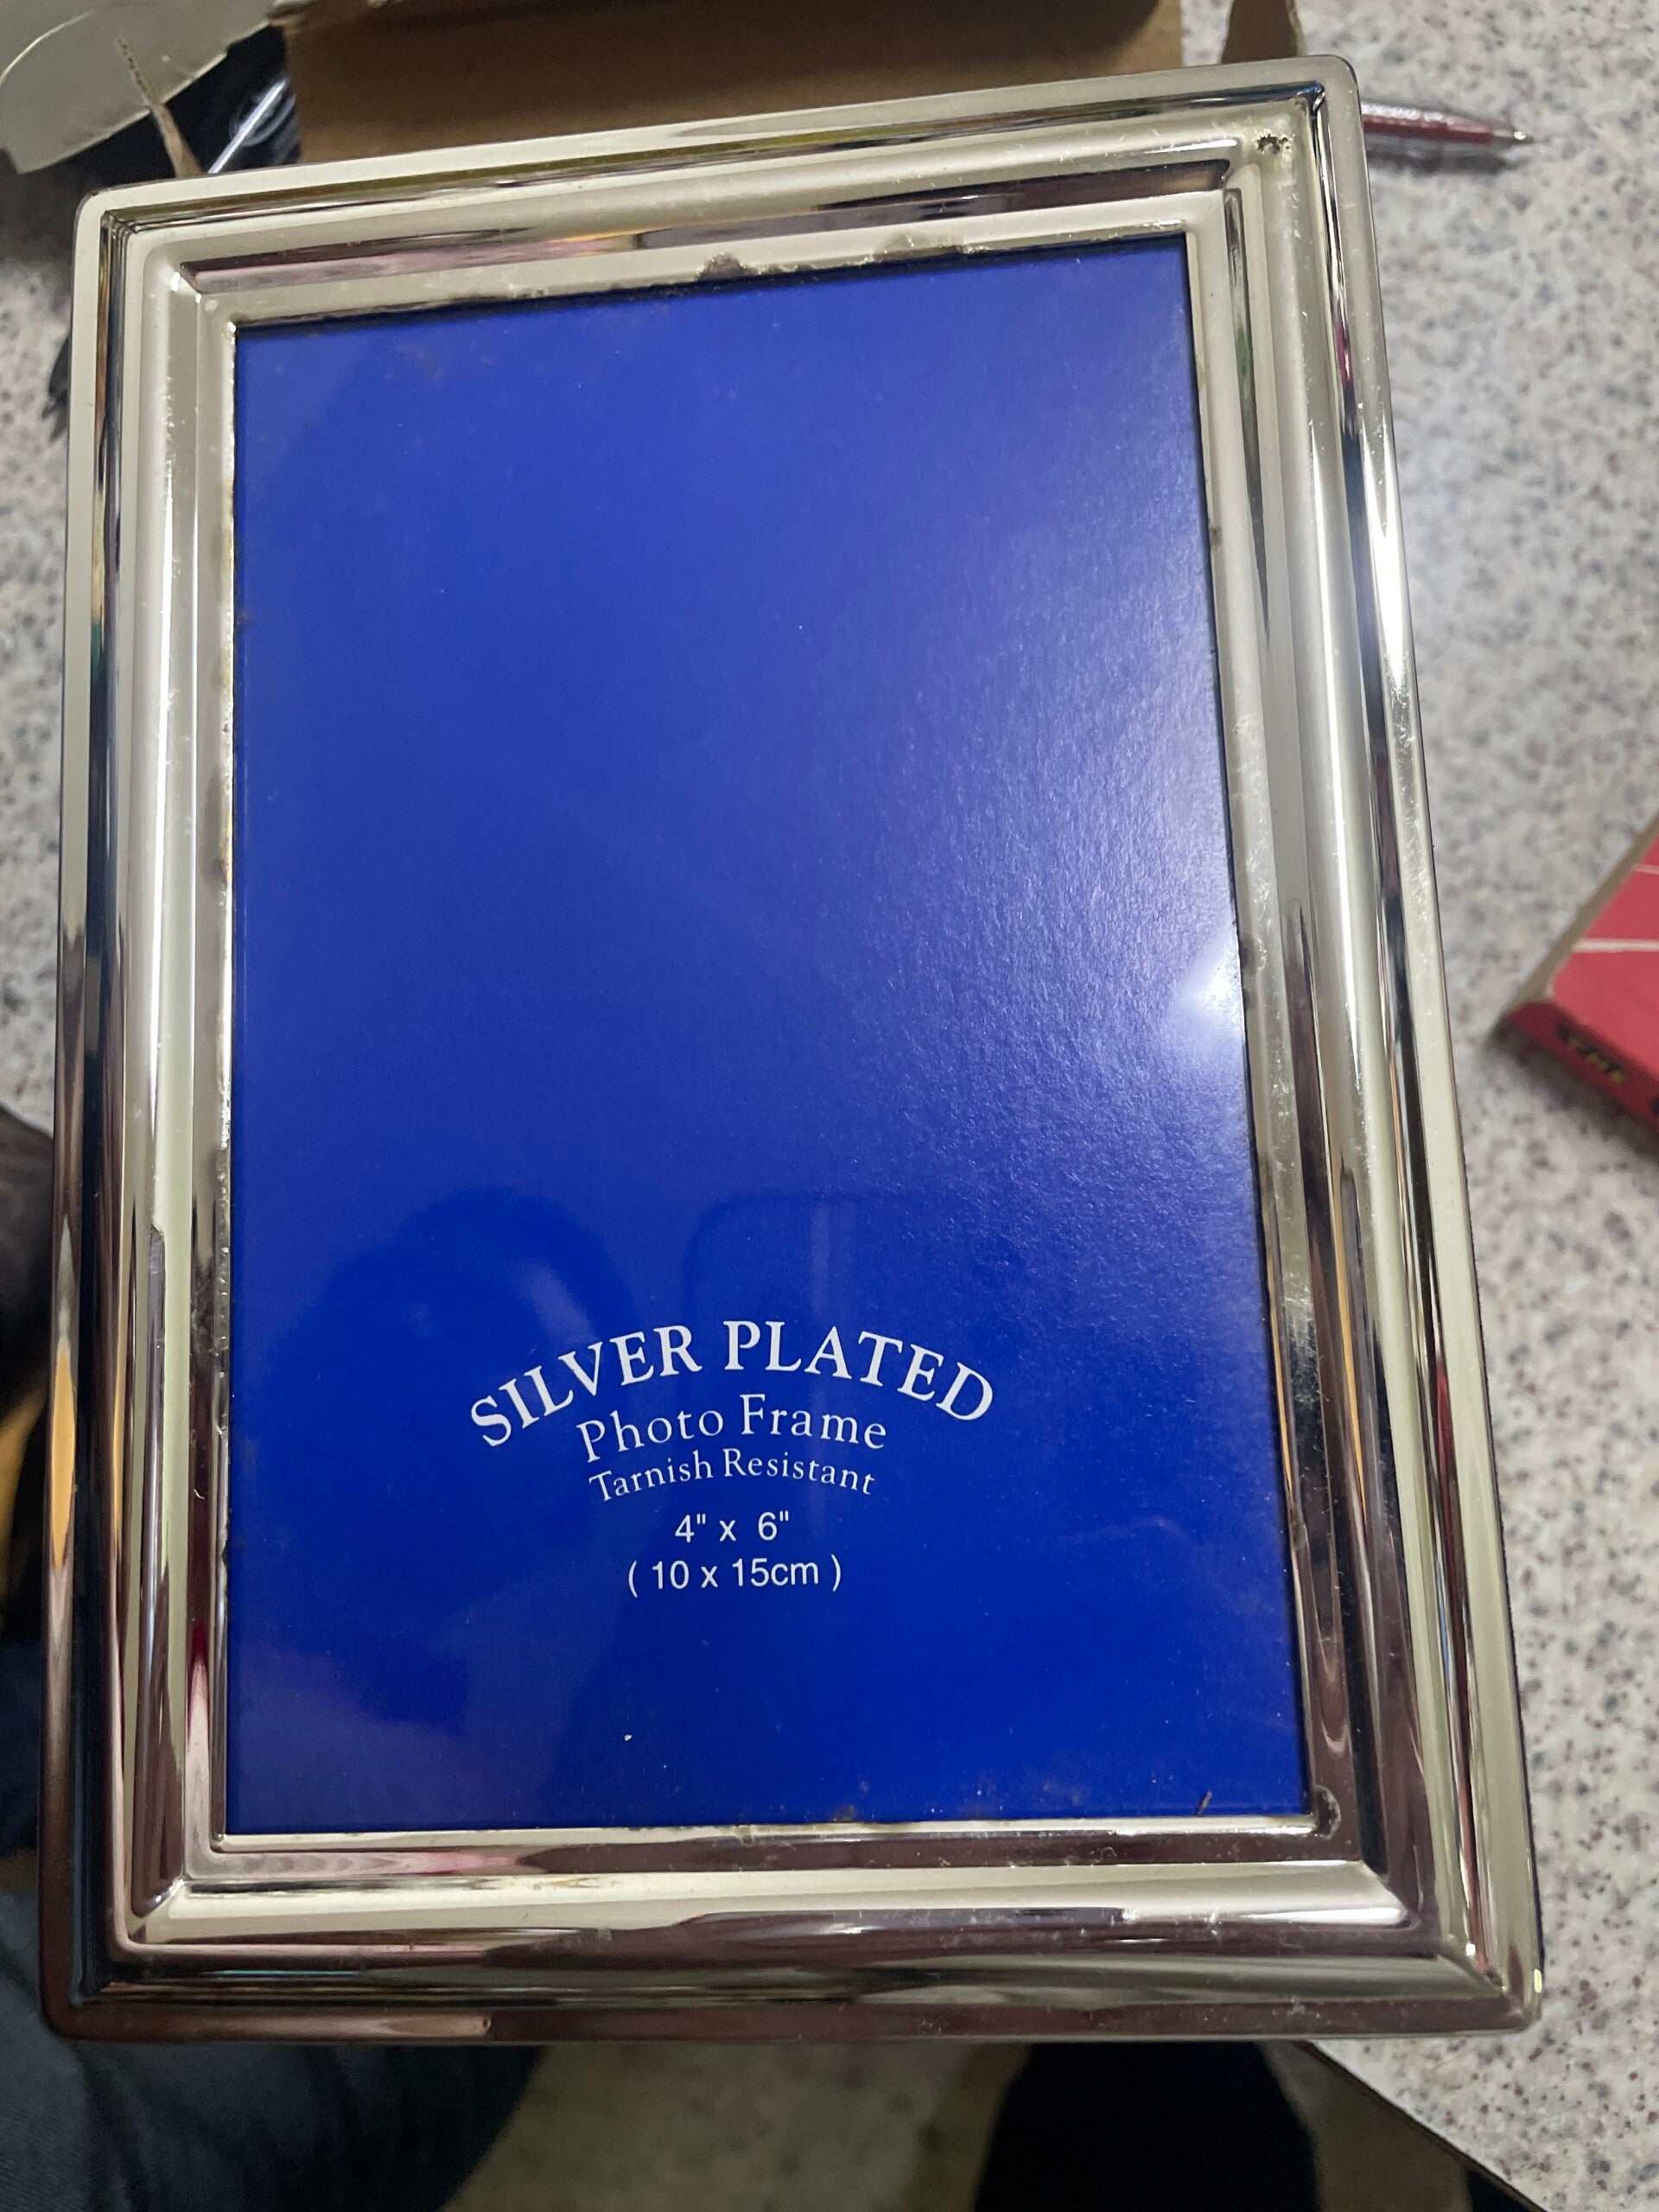 SILVER PLATED
Photo Frame
Tarnish Resistant
4" x 6"
( 10 x 15cm )